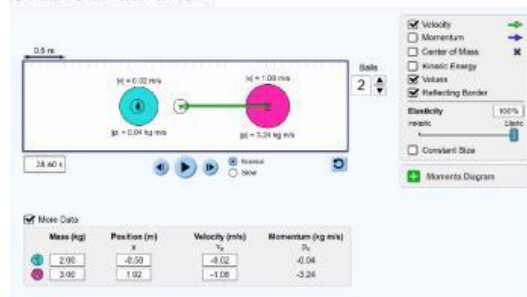 Velocity
Momentum
Center of Mass
Kinetic Energy
Values
Reflecting Border
Elasticity 100%
Inelastic Elastic
Constant Size
Moments Diagram
0.5 m
|v| = 0.02 m/s
|v| = 1.08 m/s
|p| = 0.04 kg m/s
|p| = 3.24 kg m/s
Balls
2
28.60 s
Normal
Slow
More Data
Mass (kg) Position (m) Velocity (m/s) Momentum (kg m/s)
x vₓ pₓ
2.00 -0.02 -0.04
3.00 1.02 -1.08 -3.24